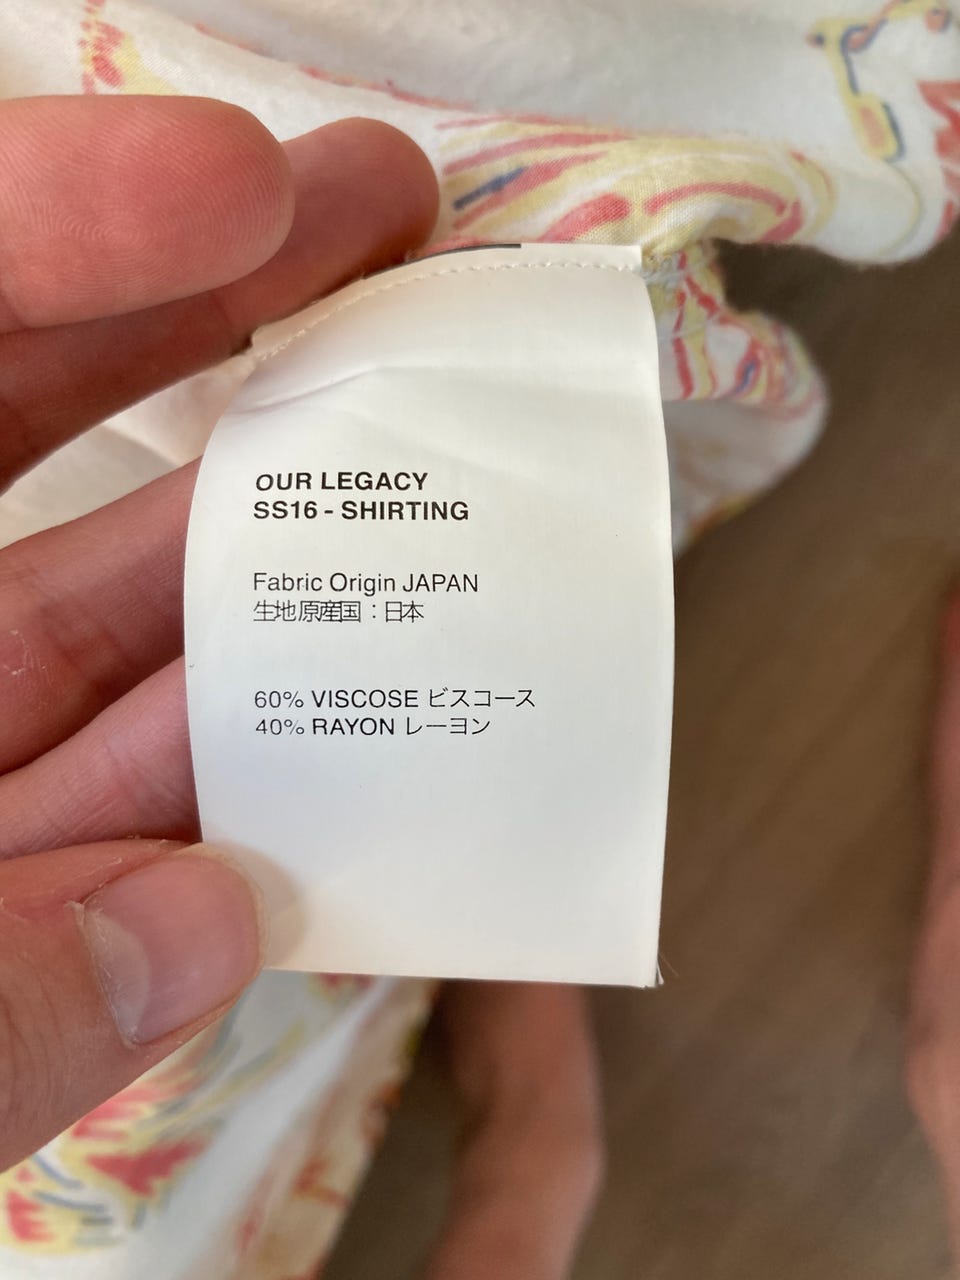 OUR LEGACY
SS16 - SHIRTING
Fabric Origin JAPAN
生地原産国：日本
60% VISCOSE ビスコース
40% RAYON レーヨン